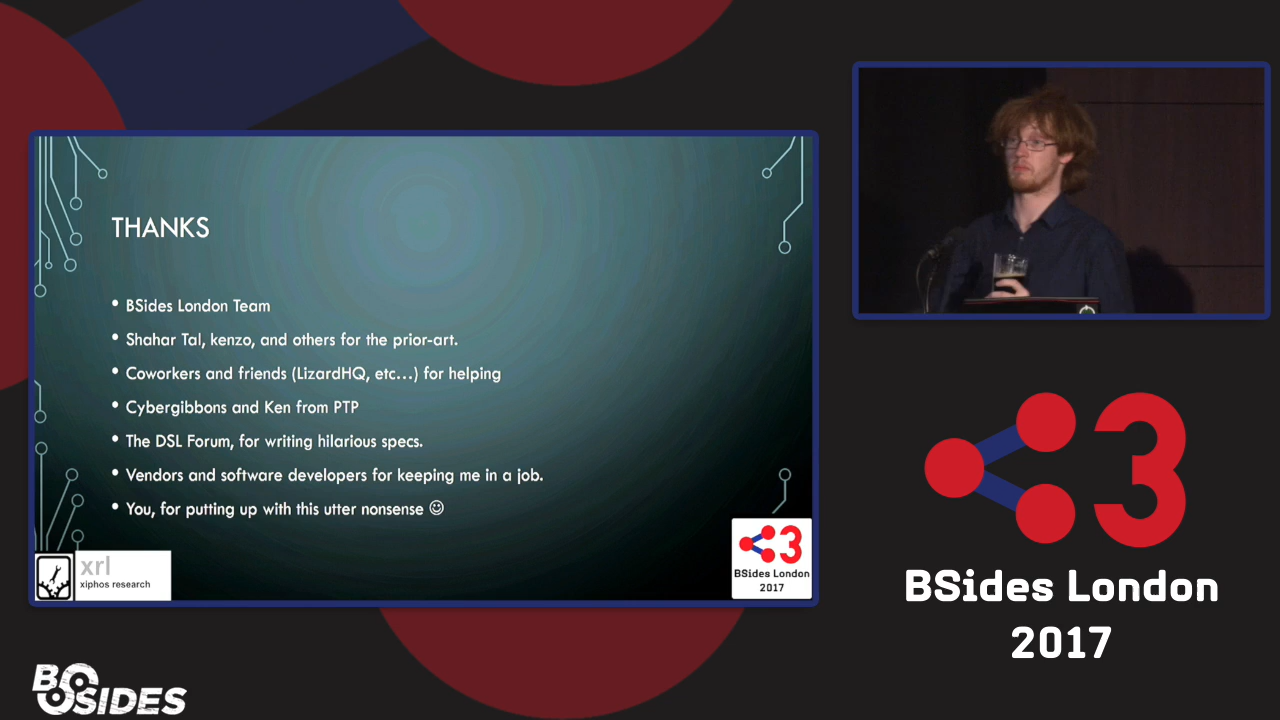 THANKS
• BSides London Team
• Shahar Tal, kenzo, and others for the prior-art.
• Coworkers and friends (LizardHQ, etc...) for helping
• Cybergibbons and Ken from PTP
• The DSL Forum, for writing hilarious specs.
• Vendors and software developers for keeping me in a job.
• You, for putting up with this utter nonsense ☺
xrl
xiphos research
3
BSides London
2017
3
BSides London
2017
BSIDES